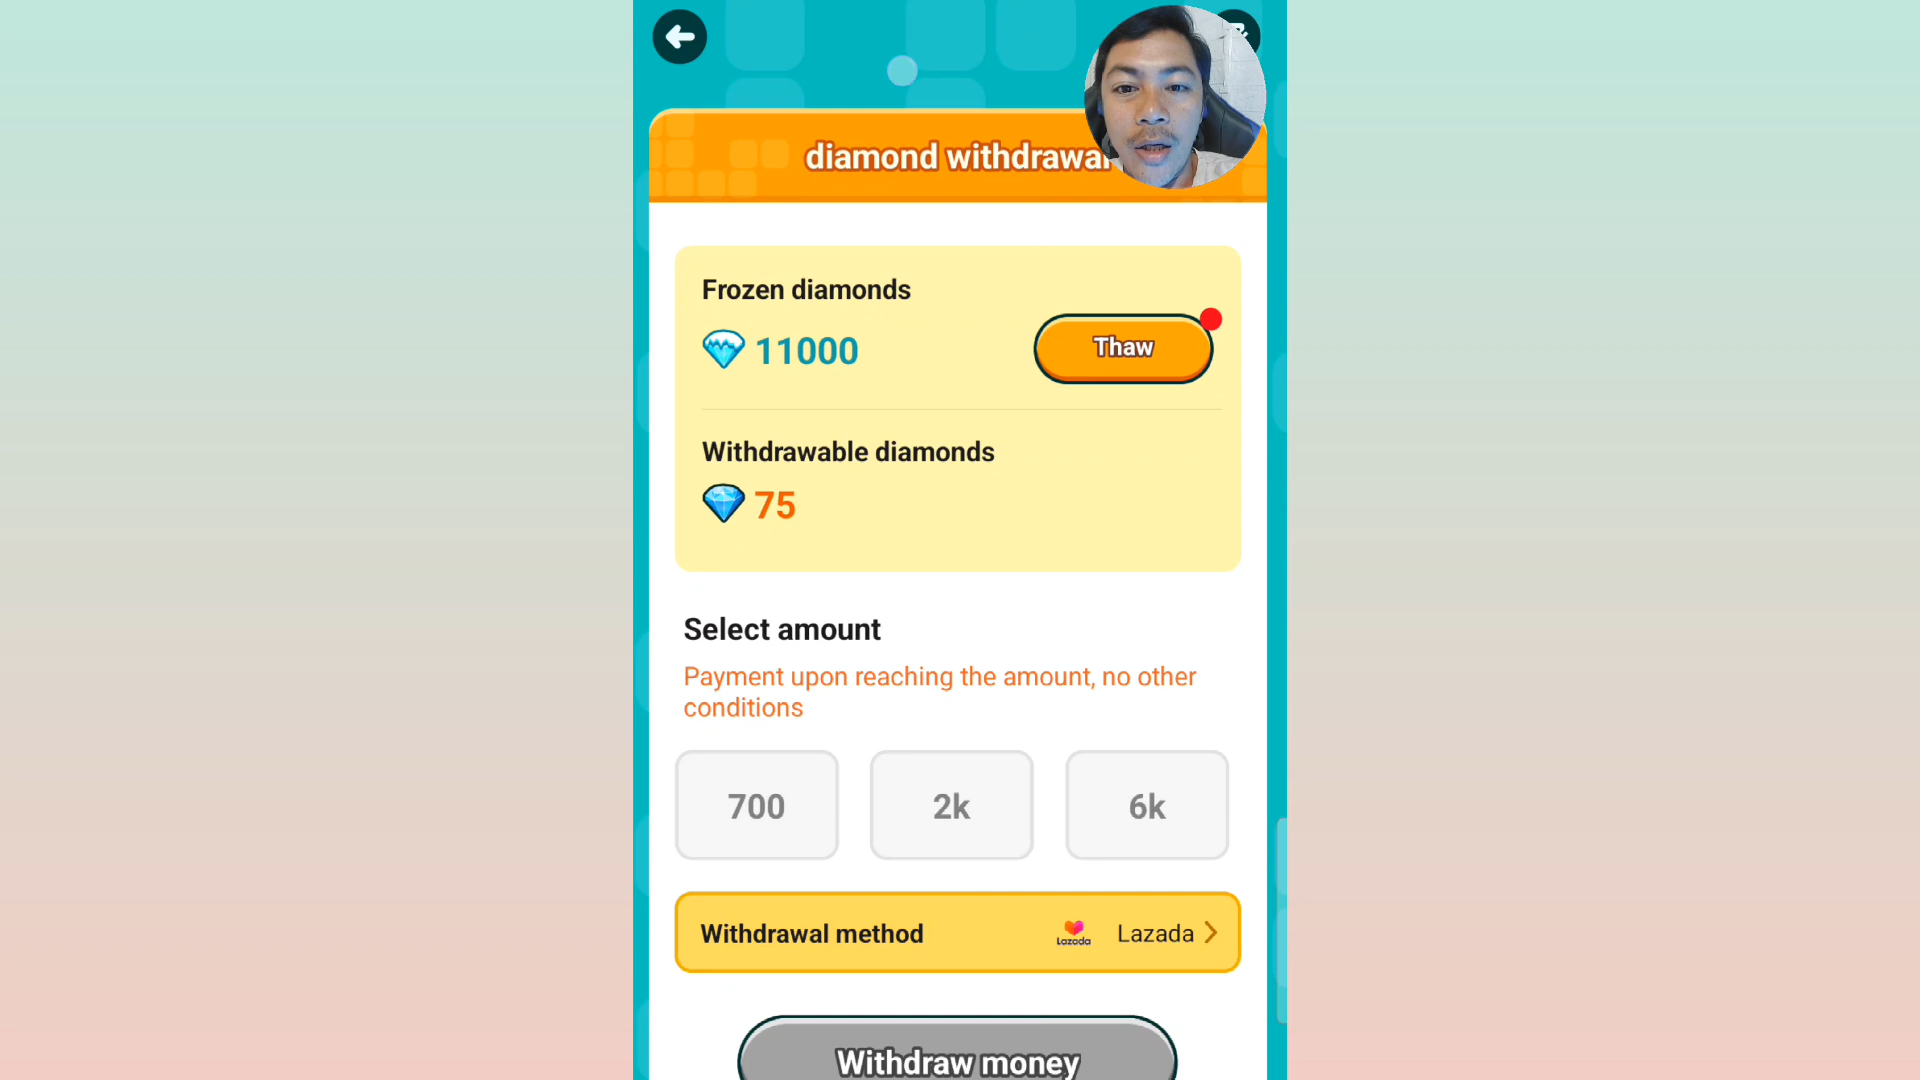 diamond withdrawal
Frozen diamonds
11000
Thaw
Withdrawable diamonds
75
Select amount
Payment upon reaching the amount, no other
conditions
700
2k
6k
Withdrawal method
Lazada
Lazada
Withdraw money